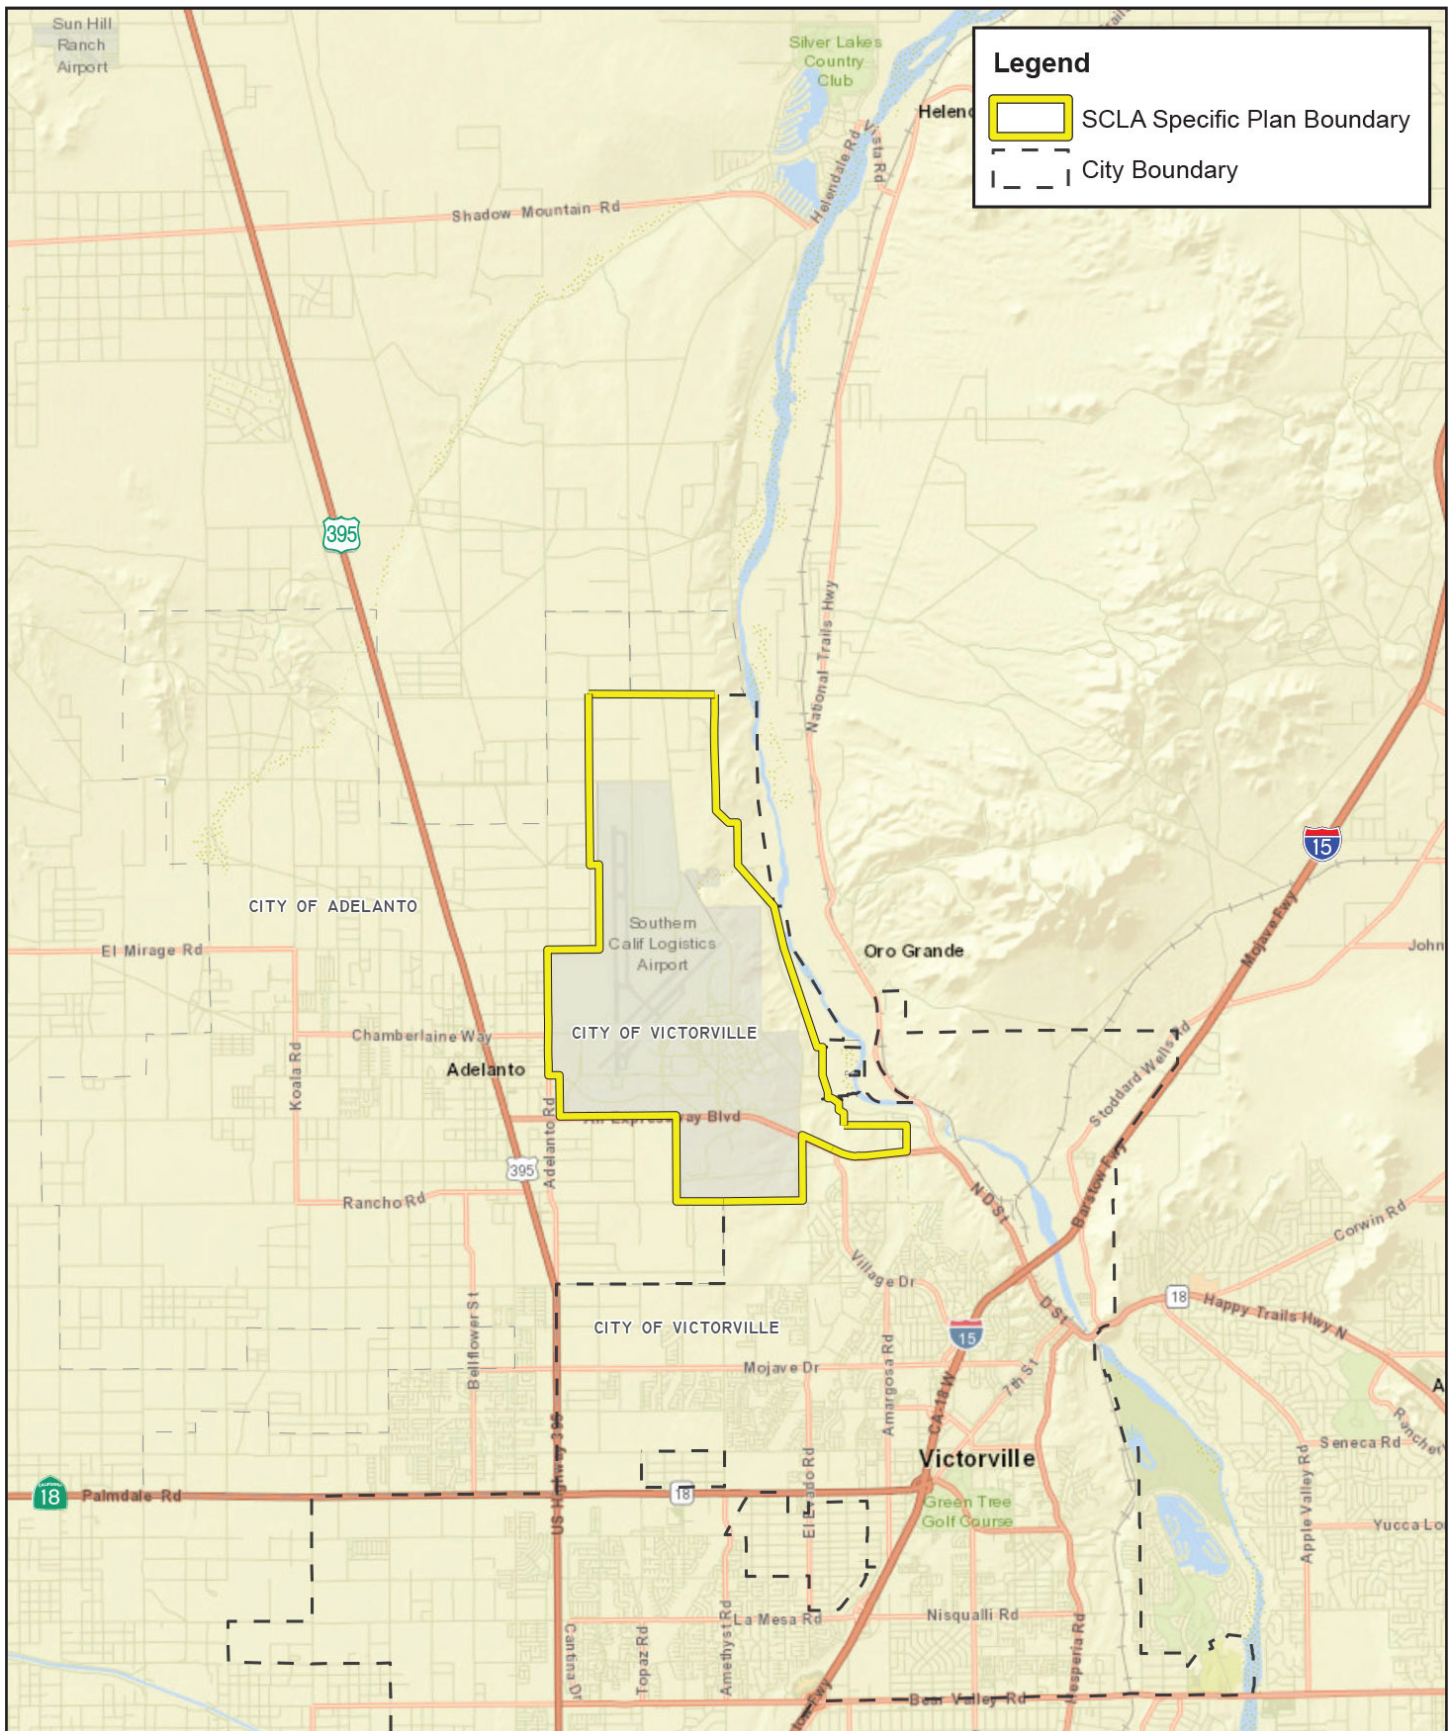 Sun Hill
Ranch
Airport
Silver Lakes
Country
Club
Legend
SCLA Specific Plan Boundary
City Boundary
Helendale Rd
Vista Rd
Shadow Mountain Rd
395
National Trails Hwy
15
Mojave Fwy
CITY OF ADELANTO
El Mirage Rd
Southern
Calif Logistics
Airport
Oro Grande
CITY OF VICTORVILLE
Chamberlaine Way
Koala Rd
Adelanto
Adelanto Rd
Air Expressway Blvd
Stoddard Wells Rd
395
Rancho Rd
N D St
Barstow Fwy
Corwin Rd
Village Dr
D St
18
Happy Trails Hwy N
Bellflower St
CITY OF VICTORVILLE
15
Mojave Dr
Amargosa Rd
7th St
CA-18 W
US Highway 395
El Evado Rd
Victorville
Seneca Rd
18
Palmdale Rd
18
Green Tree
Golf Course
Apple Valley Rd
La Mesa Rd
Nisqualli Rd
Cantina Dr
Topaz Rd
Amethyst Rd
Hesperia Rd
Bear Valley Rd